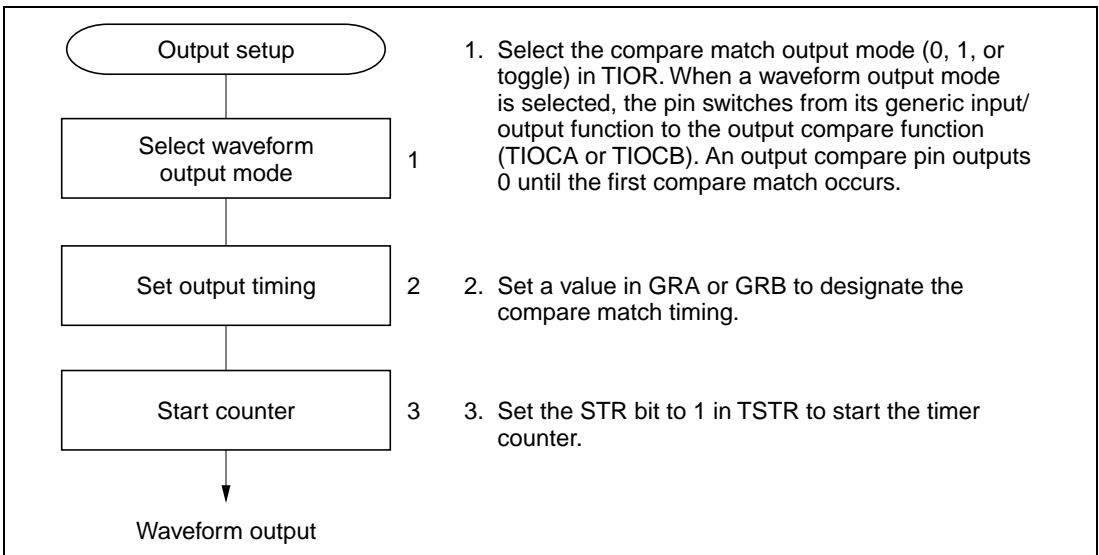 Output setup
1. Select the compare match output mode (0, 1, or
toggle) in TIOR. When a waveform output mode
is selected, the pin switches from its generic input/
output function to the output compare function
(TIOCA or TIOCB). An output compare pin outputs
0 until the first compare match occurs.
Select waveform
output mode
1
Set output timing
2
2. Set a value in GRA or GRB to designate the
compare match timing.
Start counter
3
3. Set the STR bit to 1 in TSTR to start the timer
counter.
Waveform output